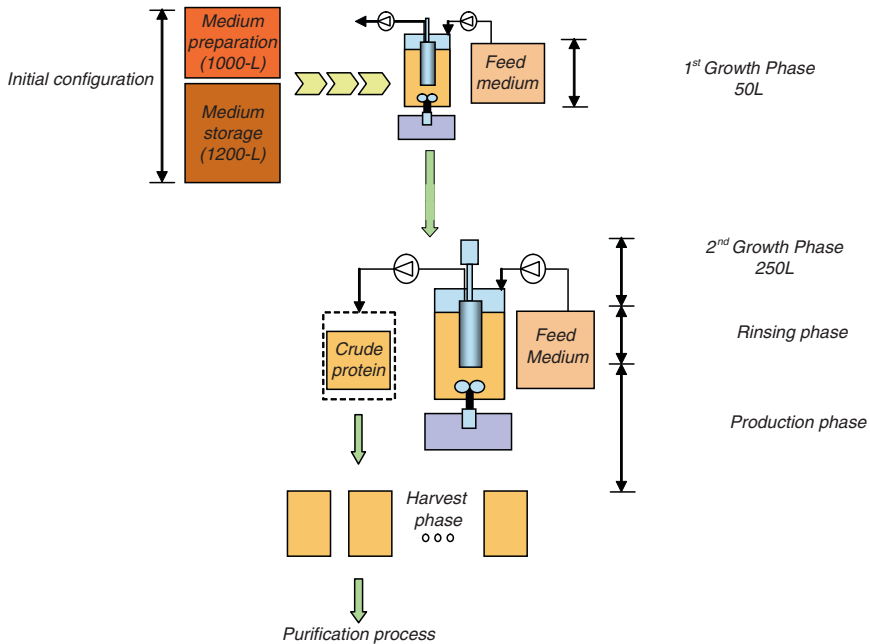 Medium
preparation
(1000-L)
Initial configuration
Medium
storage
(1200-L)
Feed
medium
1st Growth Phase
50L
2nd Growth Phase
250L
Crude
protein
Feed
Medium
Rinsing phase
Production phase
Harvest
phase
Purification process